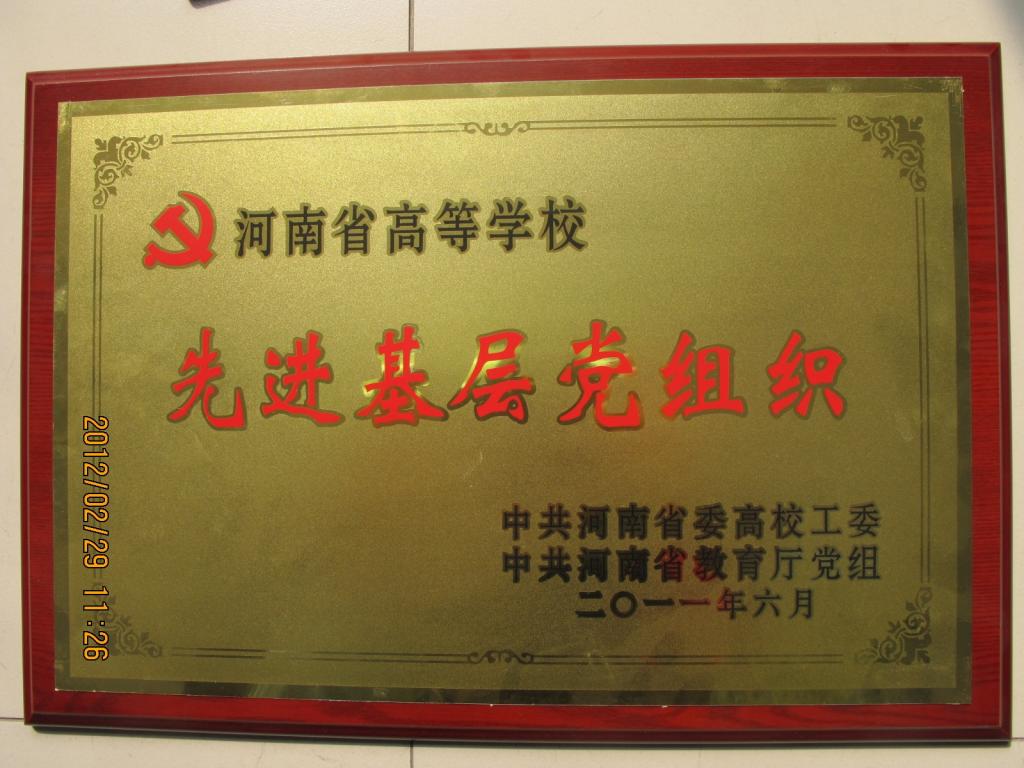 河南省高等学校
先进基层党组织
中共河南省委高校工委
中共河南省教育厅党组
二〇一一年六月
2012/02/29 11:26